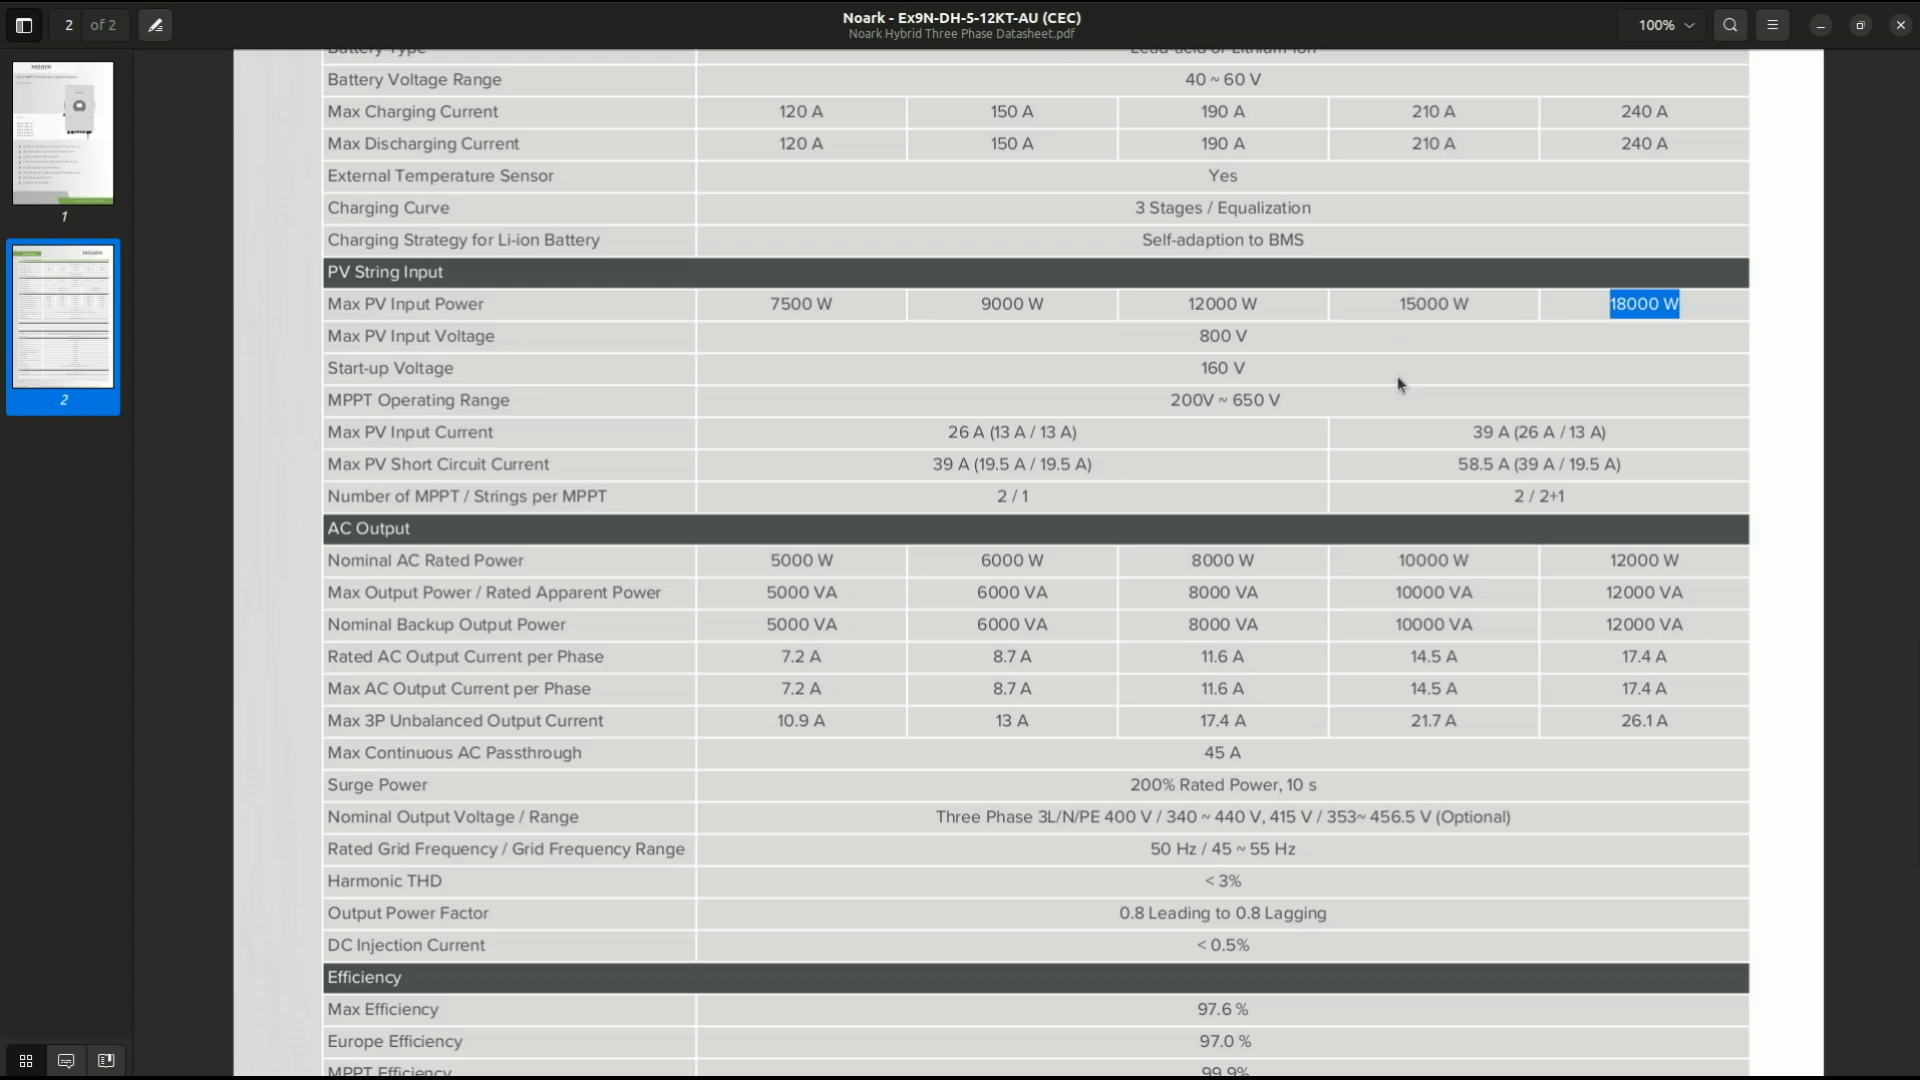 2 of 2
Noark - Ex9N-DH-5-12KT-AU (CEC)
Noark Hybrid Three Phase Datasheet.pdf
100%
NOARK
1
NOARK
2
Battery Type Lead-acid or Lithium-Ion
Battery Voltage Range 40 ~ 60 V
Max Charging Current 120 A 150 A 190 A 210 A 240 A
Max Discharging Current 120 A 150 A 190 A 210 A 240 A
External Temperature Sensor Yes
Charging Curve 3 Stages / Equalization
Charging Strategy for Li-ion Battery Self-adaption to BMS
PV String Input
Max PV Input Power 7500 W 9000 W 12000 W 15000 W 18000 W
Max PV Input Voltage 800 V
Start-up Voltage 160 V
MPPT Operating Range 200V ~ 650 V
Max PV Input Current 26 A (13 A / 13 A) 39 A (26 A / 13 A)
Max PV Short Circuit Current 39 A (19.5 A / 19.5 A) 58.5 A (39 A / 19.5 A)
Number of MPPT / Strings per MPPT 2 / 1 2 / 2+1
AC Output
Nominal AC Rated Power 5000 W 6000 W 8000 W 10000 W 12000 W
Max Output Power / Rated Apparent Power 5000 VA 6000 VA 8000 VA 10000 VA 12000 VA
Nominal Backup Output Power 5000 VA 6000 VA 8000 VA 10000 VA 12000 VA
Rated AC Output Current per Phase 7.2 A 8.7 A 11.6 A 14.5 A 17.4 A
Max AC Output Current per Phase 7.2 A 8.7 A 11.6 A 14.5 A 17.4 A
Max 3P Unbalanced Output Current 10.9 A 13 A 17.4 A 21.7 A 26.1 A
Max Continuous AC Passthrough 45 A
Surge Power 200% Rated Power, 10 s
Nominal Output Voltage / Range Three Phase 3L/N/PE 400 V / 340 ~ 440 V, 415 V / 353~ 456.5 V (Optional)
Rated Grid Frequency / Grid Frequency Range 50 Hz / 45 ~ 55 Hz
Harmonic THD < 3%
Output Power Factor 0.8 Leading to 0.8 Lagging
DC Injection Current < 0.5%
Efficiency
Max Efficiency 97.6 %
Europe Efficiency 97.0 %
MPPT Efficiency 99.9%